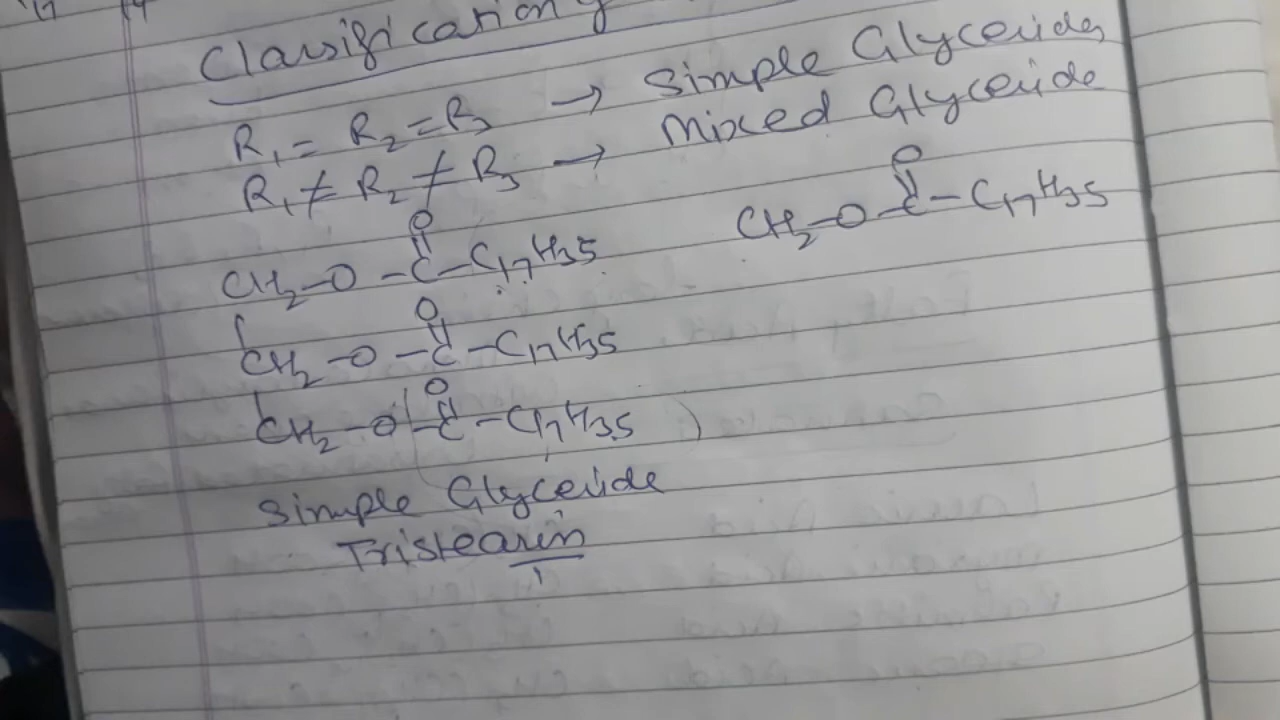 Classification
R₁ = R₂ = R₃ → Simple Glycerides
R₁ ≠ R₂ ≠ R₃ → Mixed Glyceride
O
CH₂-O-C-C₁₇H₃₅
O
CH₂-O-C-C₁₇H₃₅
O
CH₂-O-C-C₁₇H₃₅
O
CH₂-O-C-C₁₇H₃₅ )
Simple Glyceride
Tristearin